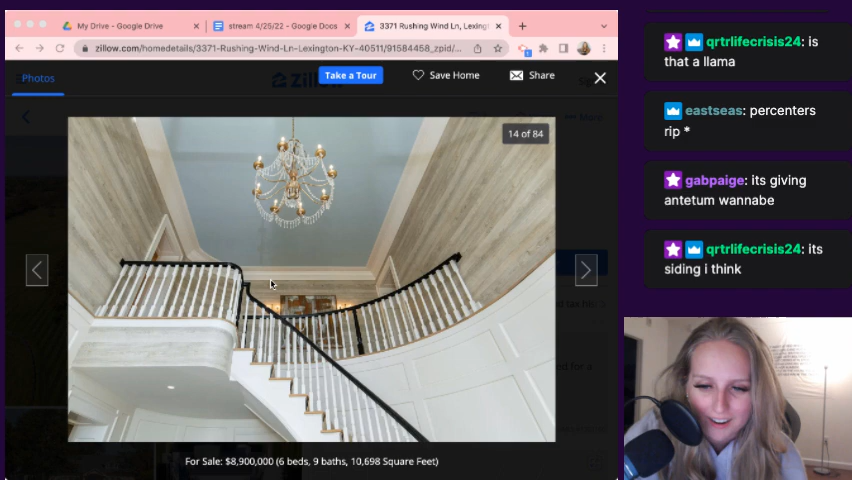 My Drive - Google Drive
stream 4/25/22 - Google Docs
3371 Rushing Wind Ln, Lexingt
zillow.com/homedetails/3371-Rushing-Wind-Ln-Lexington-KY-40511/91584458_zpid/...
Photos
Zillow
Take a Tour
Save Home
Share
More
14 of 84
For Sale: $8,900,000 (6 beds, 9 baths, 10,698 Square Feet)
qrtrlifecrisis24: is
that a llama
eastseas: percenters
rip *
gabpaige: its giving
antetum wannabe
qrtrlifecrisis24: its
siding i think